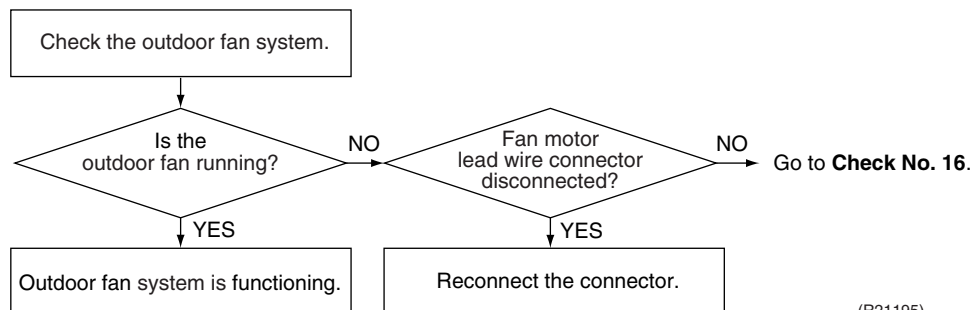 Check the outdoor fan system.
Is the
outdoor fan running?
NO
Fan motor
lead wire connector
disconnected?
NO
Go to Check No. 16.
YES
YES
Outdoor fan system is functioning.
Reconnect the connector.
(R21195)